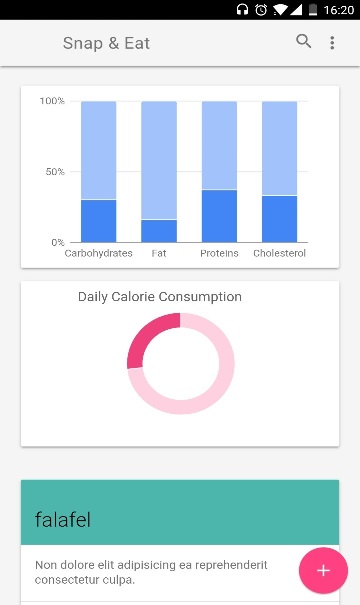 16:20
Snap & Eat
100%
50%
0%
Carbohydrates Fat Proteins Cholesterol
Daily Calorie Consumption
falafel
Non dolore elit adipisicing ea reprehenderit
consectetur culpa.
+